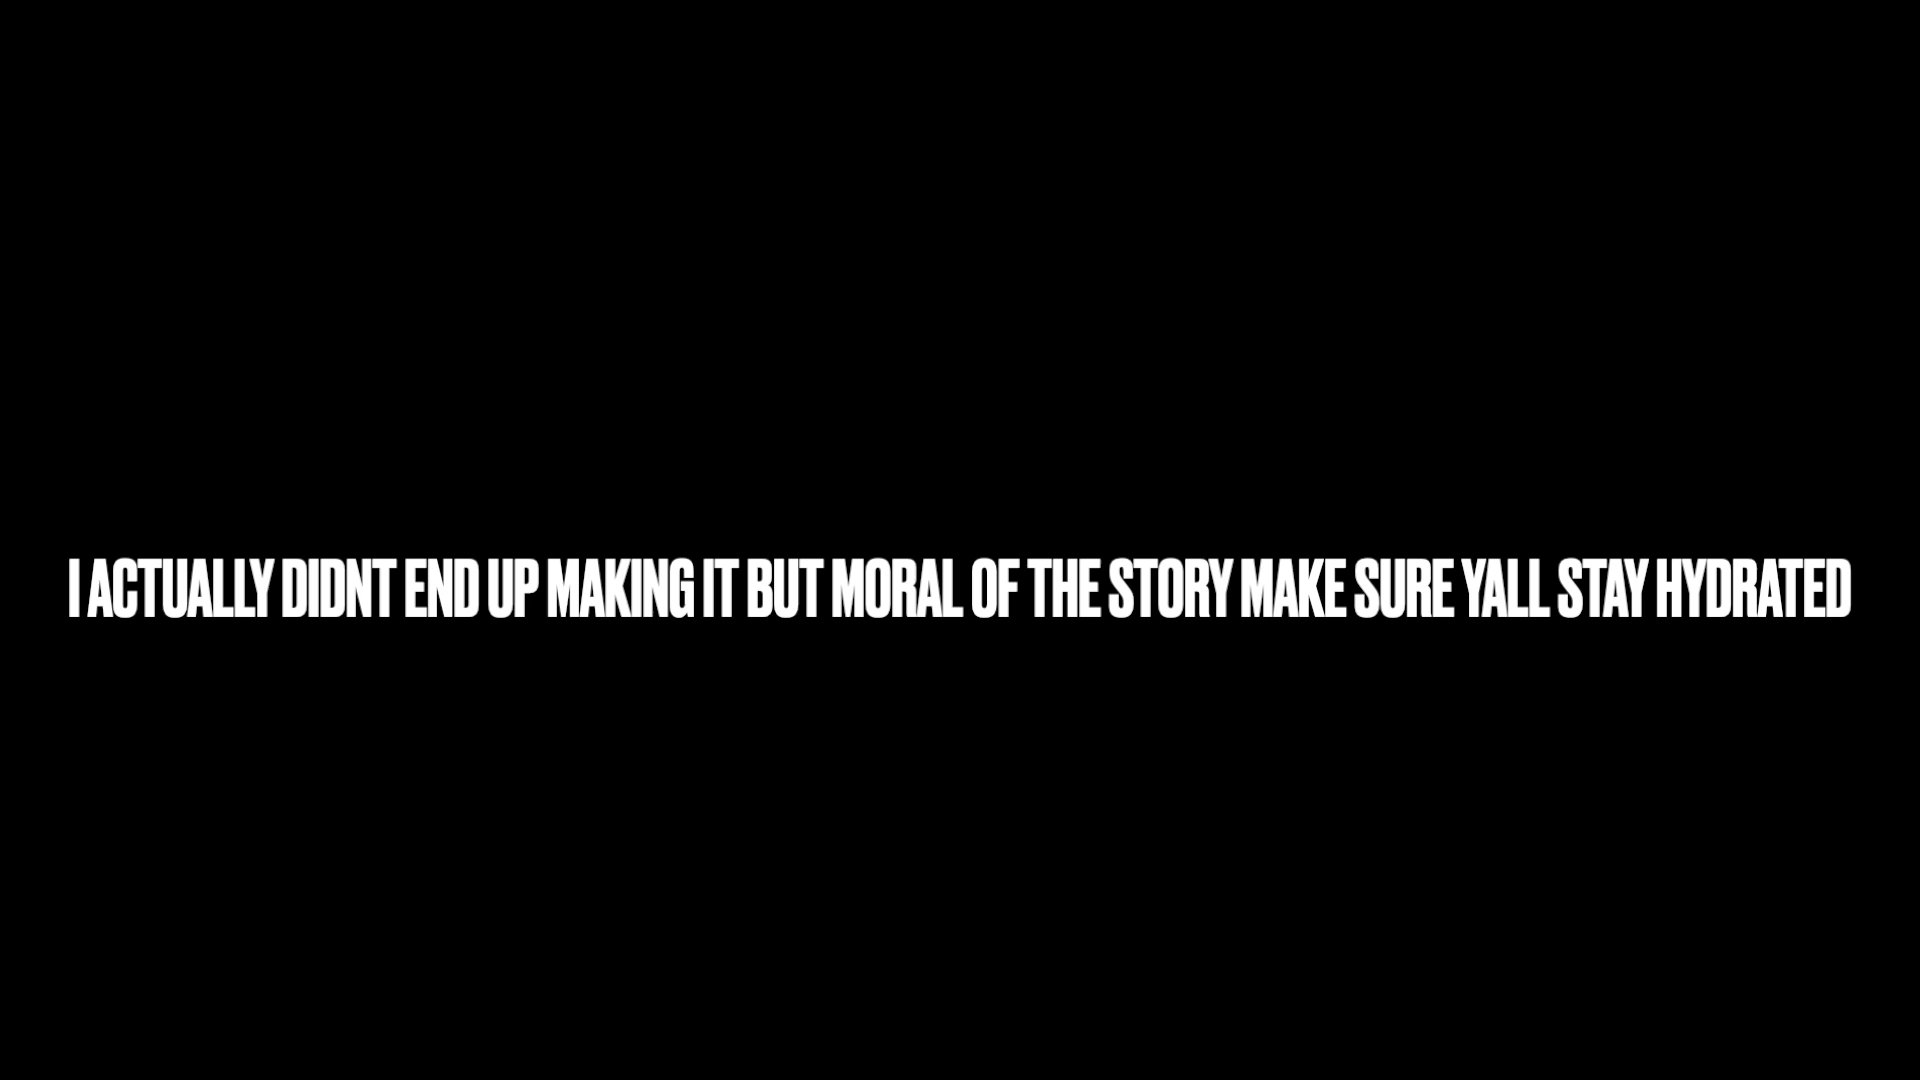 I ACTUALLY DIDNT END UP MAKING IT BUT MORAL OF THE STORY MAKE SURE YALL STAY HYDRATED